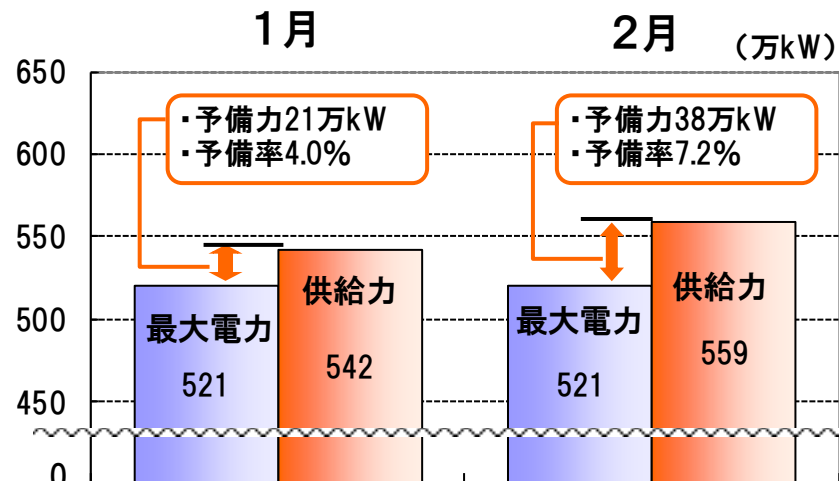 1月
2月
（万kW）
650
・予備力21万kW
・予備率4.0%
・予備力38万kW
・予備率7.2%
600
550
500
450
0
最大電力
521
供給力
542
最大電力
521
供給力
559